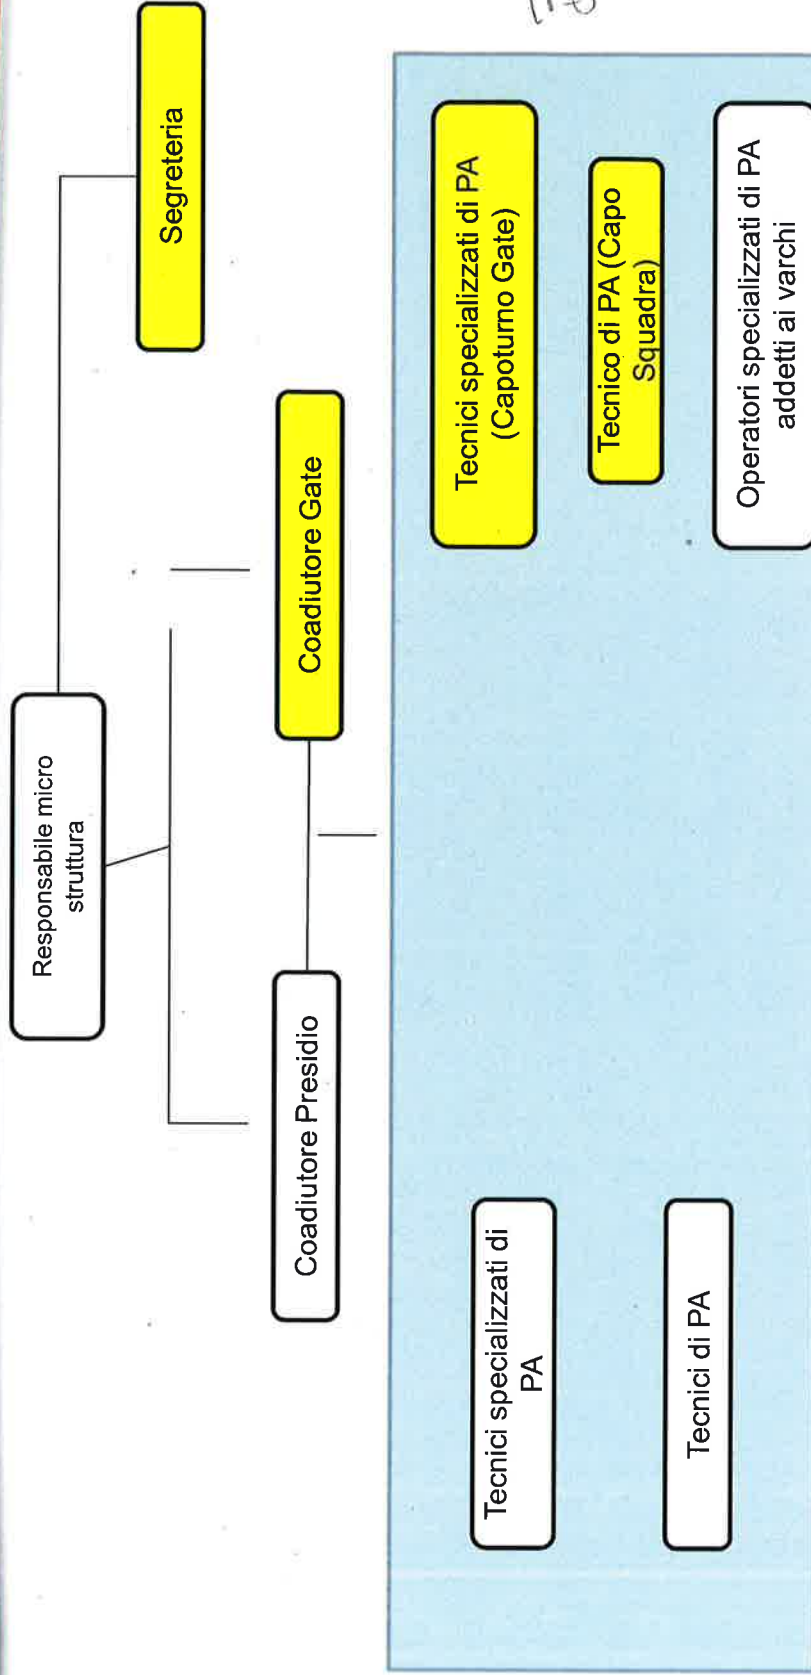 Responsabile micro
struttura
Segreteria
Coadiutore Presidio
Coadiutore Gate
Tecnici specializzati di
PA
Tecnici specializzati di PA
(Capoturno Gate)
Tecnici di PA
Tecnico di PA (Capo
Squadra)
Operatori specializzati di PA
addetti ai varchi